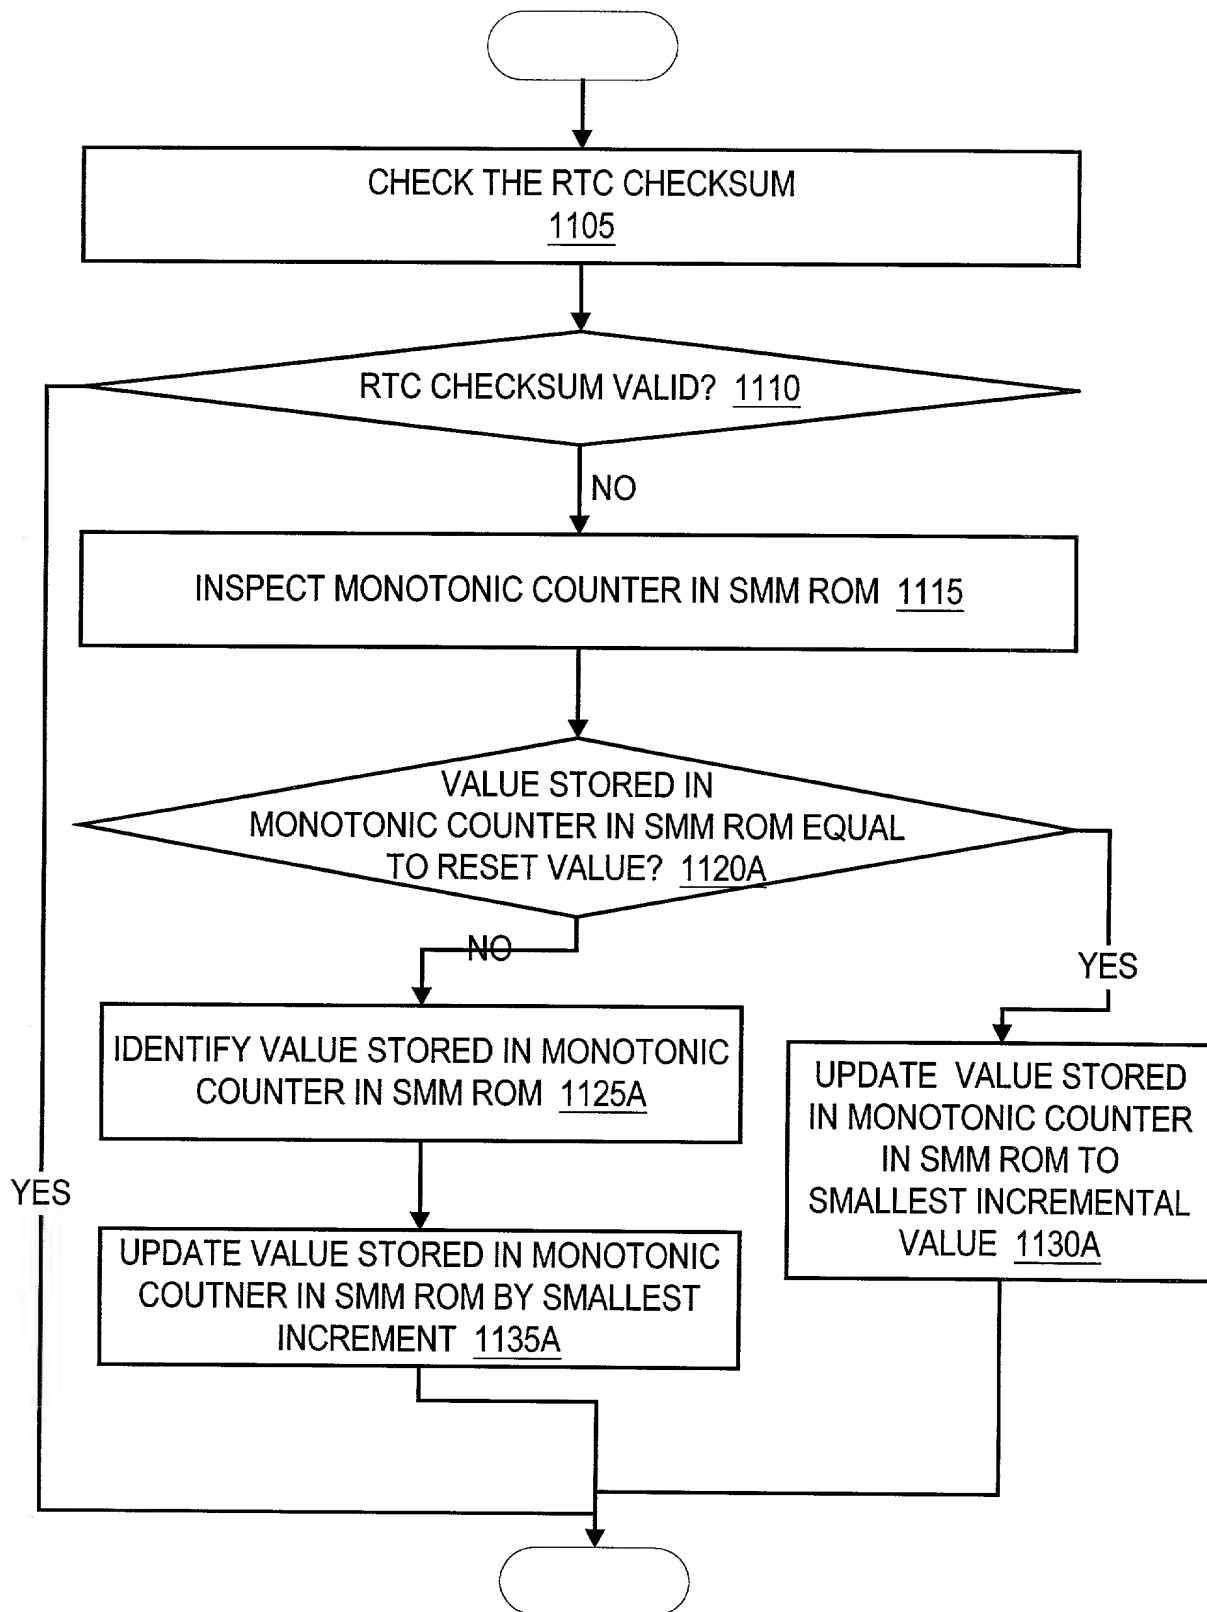 CHECK THE RTC CHECKSUM
1105
RTC CHECKSUM VALID? 1110
NO
INSPECT MONOTONIC COUNTER IN SMM ROM 1115
VALUE STORED IN
MONOTONIC COUNTER IN SMM ROM EQUAL
TO RESET VALUE? 1120A
NO
YES
IDENTIFY VALUE STORED IN MONOTONIC
COUNTER IN SMM ROM 1125A
UPDATE VALUE STORED
IN MONOTONIC COUNTER
IN SMM ROM TO
SMALLEST INCREMENTAL
VALUE 1130A
YES
UPDATE VALUE STORED IN MONOTONIC
COUTNER IN SMM ROM BY SMALLEST
INCREMENT 1135A